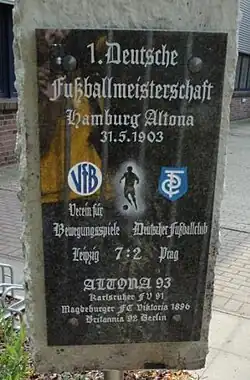 1. Deutsche
Fußballmeisterschaft
Hamburg Altona
31.5.1903
VfB
Verein für
Bewegungsspiele Deutscher Fußballclub
Leipzig 7:2 Prag
ALTONA 93
Karlsruher FV 91
Magdeburger FC Viktoria 1896
Britannia 92 Berlin